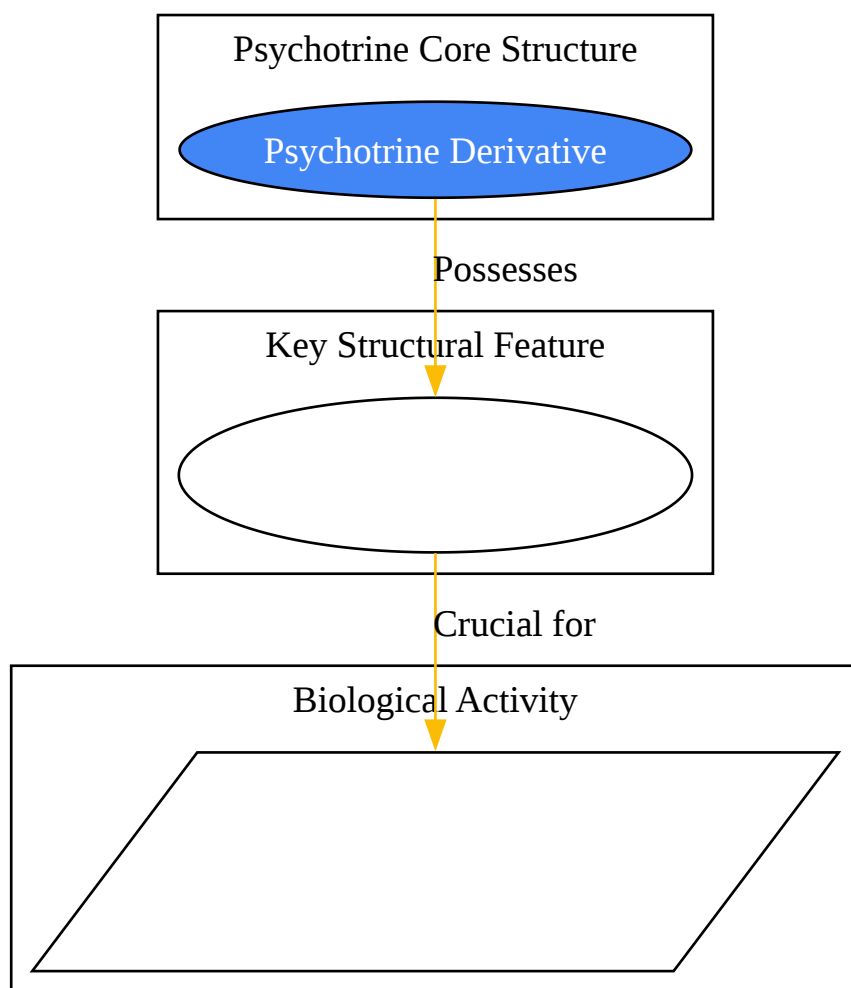 Psychotrine Core Structure
Psychotrine Derivative
Possesses
Key Structural Feature
Crucial for
Biological Activity